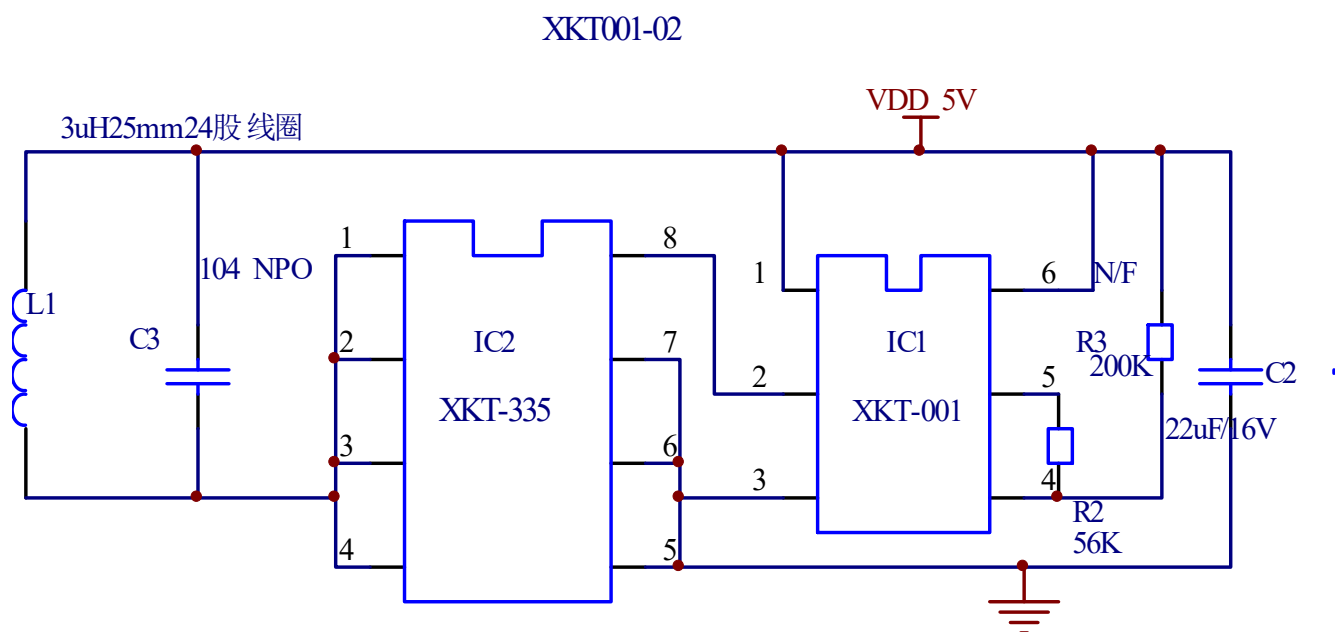 XKT001-02
VDD 5V
3uH25mm24股线圈
1
8
104 NPO
1
6
N/F
L1
C3
2
IC2
7
IC1
R3
200K
2
5
C2
XKT-335
XKT-001
22uF/16V
3
6
3
4
R2
56K
4
5